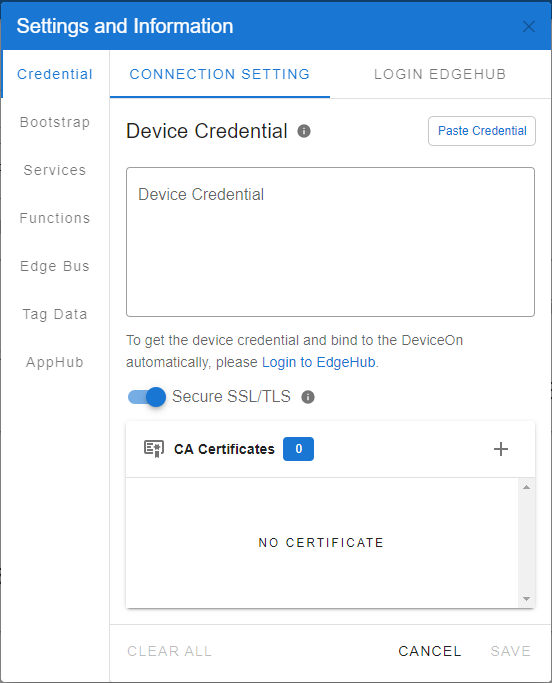 Settings and Information
Credential
Bootstrap
Services
Functions
Edge Bus
Tag Data
AppHub
CONNECTION SETTING
LOGIN EDGEHUB
Device Credential
Paste Credential
Device Credential
To get the device credential and bind to the DeviceOn
automatically, please Login to EdgeHub.
Secure SSL/TLS
CA Certificates 0
NO CERTIFICATE
CLEAR ALL
CANCEL
SAVE